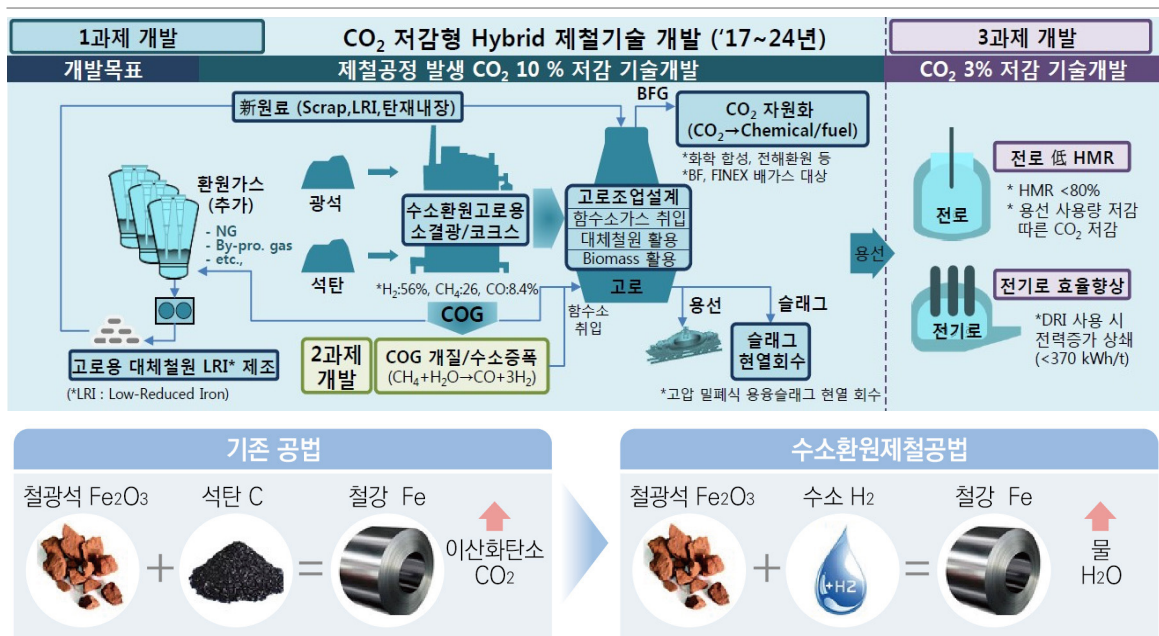 1과제 개발
CO₂ 저감형 Hybrid 제철기술 개발 ('17~24년)
3과제 개발
개발목표
제철공정 발생 CO₂ 10 % 저감 기술개발
CO₂ 3% 저감 기술개발
新원료 (Scrap,LRI,탄재내장)
BFG
CO₂ 자원화
(CO₂→Chemical/fuel)
*화학 합성, 전해환원 등
*BF, FINEX 배가스 대상
환원가스
(추가)
- NG
- By-pro. gas
- etc.,
광석
석탄
수소환원고로용
소결광/코크스
*H₂:56%, CH₄:26, CO:8.4%
COG
고로조업설계
함수소가스 취입
대체철원 활용
Biomass 활용
고로
함수소
취입
용선
슬래그
슬래그
현열회수
*고압 밀폐식 용융슬래그 현열 회수
고로용 대체철원 LRI* 제조
(*LRI : Low-Reduced Iron)
2과제
개발
COG 개질/수소증폭
(CH₄+H₂O→CO+3H₂)
용선
전로
전로 低 HMR
* HMR <80%
* 용선 사용량 저감
따른 CO₂ 저감
전기로
전기로 효율향상
*DRI 사용 시
전력증가 상쇄
(<370 kWh/t)
기존 공법
철광석 Fe₂O₃
석탄 C
철강 Fe
+
=
이산화탄소
CO₂
수소환원제철공법
철광석 Fe₂O₃
수소 H₂
철강 Fe
+
+H2
=
물
H₂O